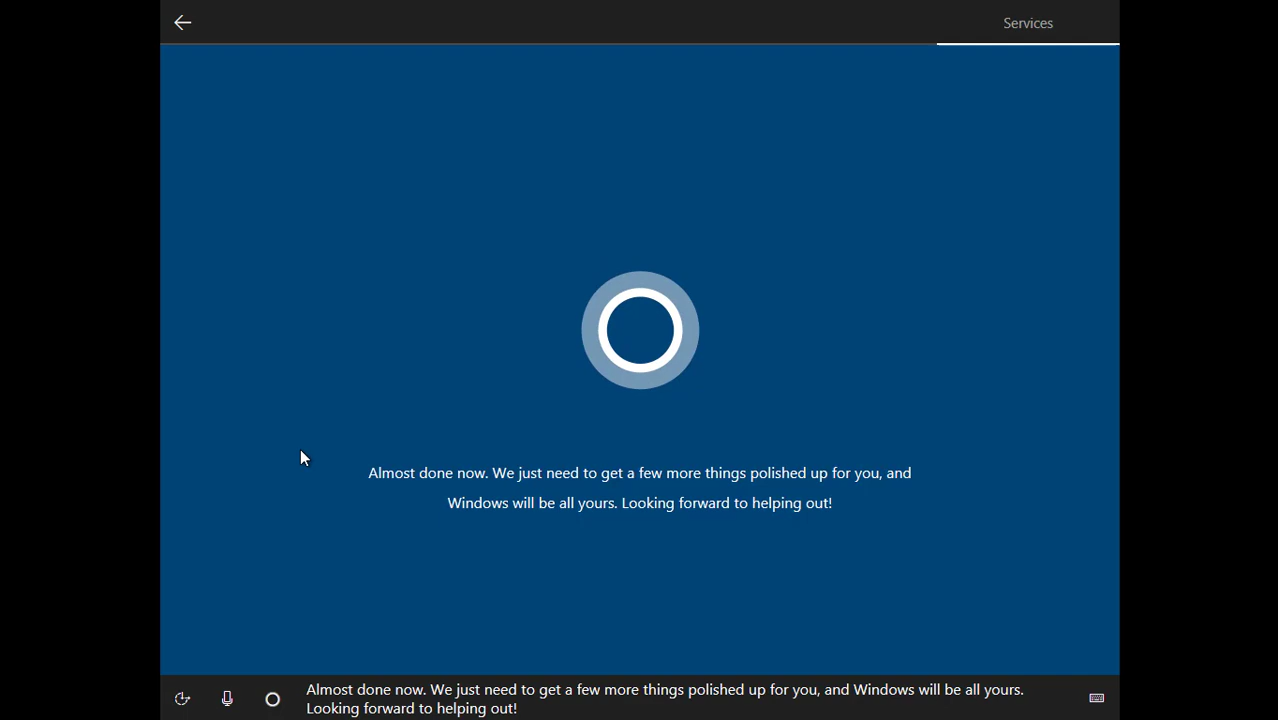 Services
Almost done now. We just need to get a few more things polished up for you, and
Windows will be all yours. Looking forward to helping out!
Almost done now. We just need to get a few more things polished up for you, and Windows will be all yours.
Looking forward to helping out!